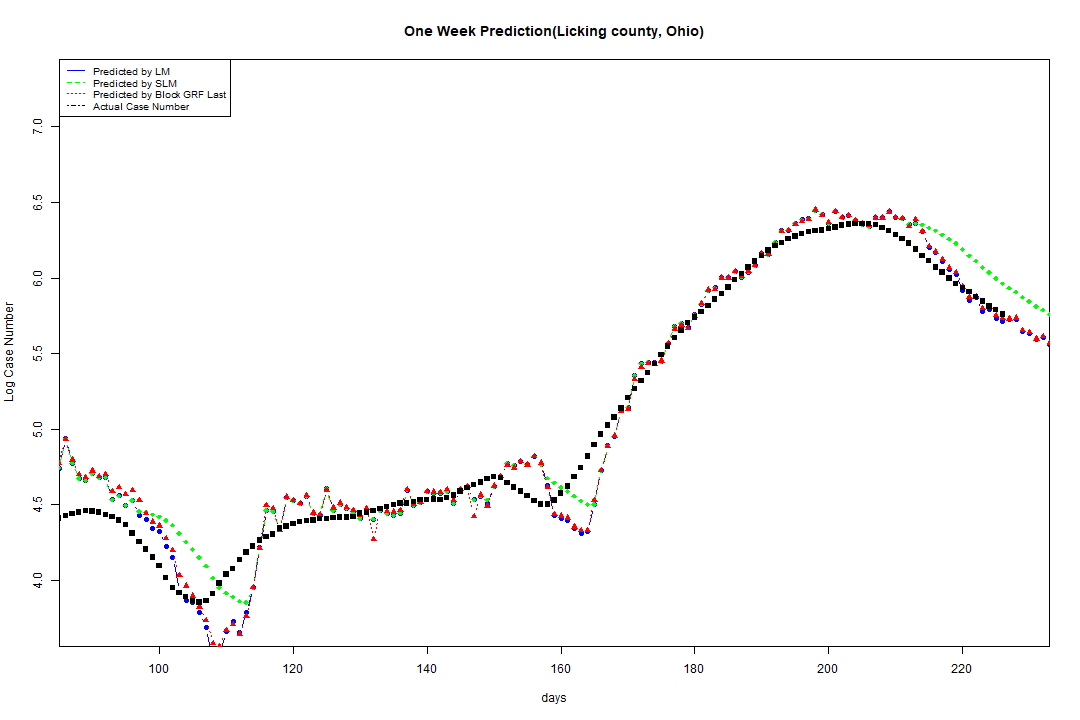 One Week Prediction(Licking county, Ohio)
Predicted by LM
Predicted by SLM
Predicted by Block GRF Last
Actual Case Number
7.0
6.5
6.0
5.5
5.0
4.5
4.0
Log Case Number
100 120 140 160 180 200 220
days